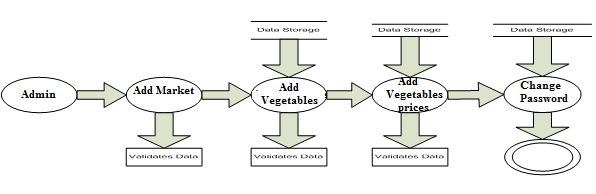 Data Storage
Data Storage
Data Storage
Admin
Add Market
Add
Vegetables
Add
Vegetables
prices
Change
Password
Validates Data
Validates Data
Validates Data